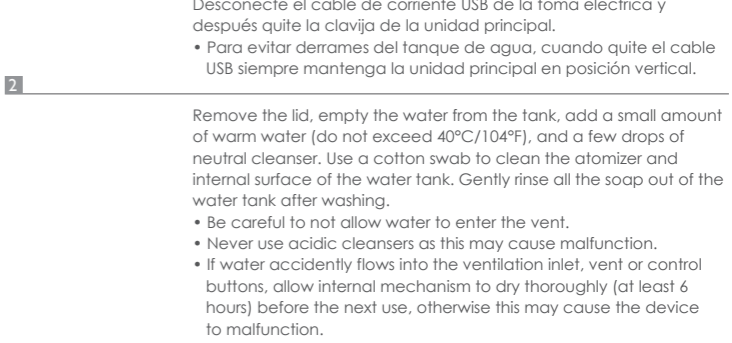 Desconecte el cable de corriente USB de la toma eléctrica y
después quite la clavija de la unidad principal.
• Para evitar derrames del tanque de agua, cuando quite el cable
USB siempre mantenga la unidad principal en posición vertical.
2
Remove the lid, empty the water from the tank, add a small amount
of warm water (do not exceed 40°C/104°F), and a few drops of
neutral cleanser. Use a cotton swab to clean the atomizer and
internal surface of the water tank. Gently rinse all the soap out of the
water tank after washing.
• Be careful to not allow water to enter the vent.
• Never use acidic cleansers as this may cause malfunction.
• If water accidently flows into the ventilation inlet, vent or control
buttons, allow internal mechanism to dry thoroughly (at least 6
hours) before the next use, otherwise this may cause the device
to malfunction.